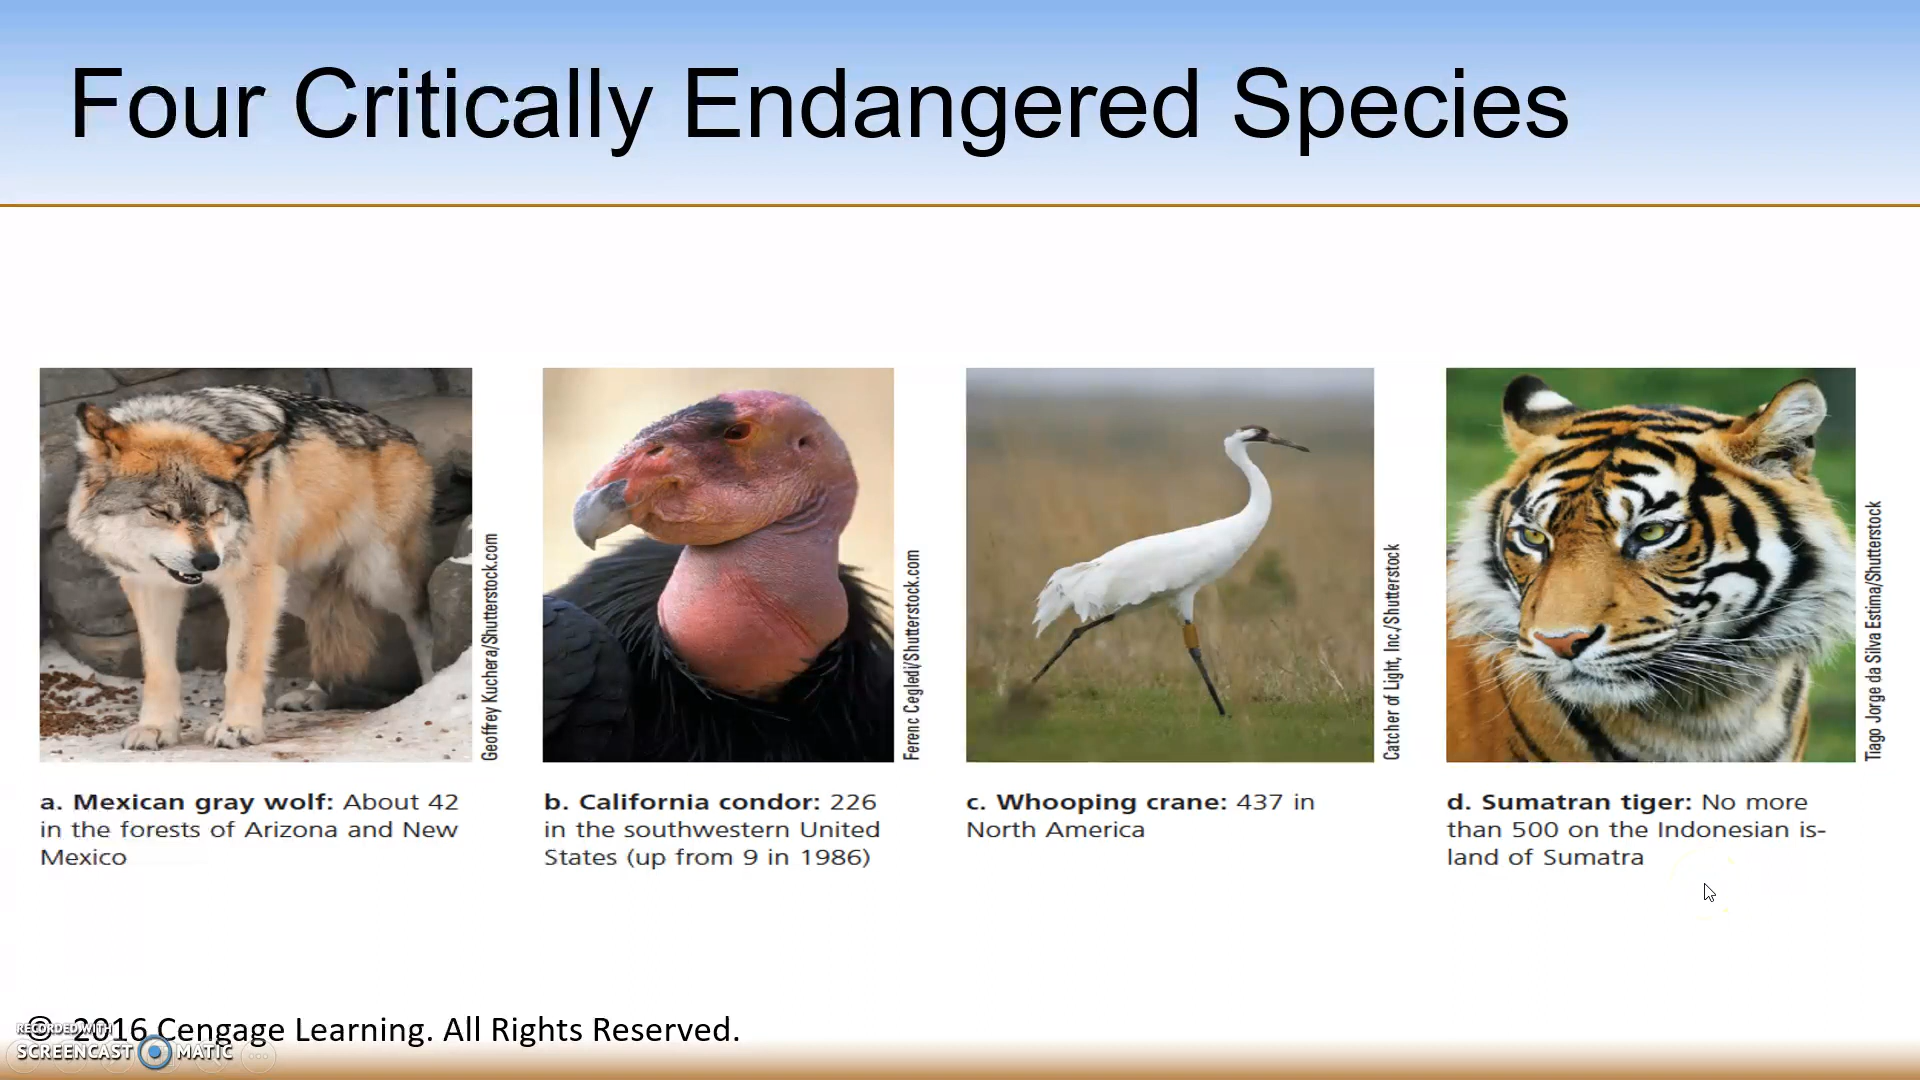 Four Critically Endangered Species
Geoffrey Kuchera/Shutterstock.com
Ferenc Cegledi/Shutterstock.com
Catcher of Light, Inc./Shutterstock
Tiago Jorge da Silva Estima/Shutterstock
a. Mexican gray wolf: About 42
in the forests of Arizona and New
Mexico
b. California condor: 226
in the southwestern United
States (up from 9 in 1986)
c. Whooping crane: 437 in
North America
d. Sumatran tiger: No more
than 500 on the Indonesian is-
land of Sumatra
© 2016 Cengage Learning. All Rights Reserved.
RECORDED WITH
SCREENCAST MATIC